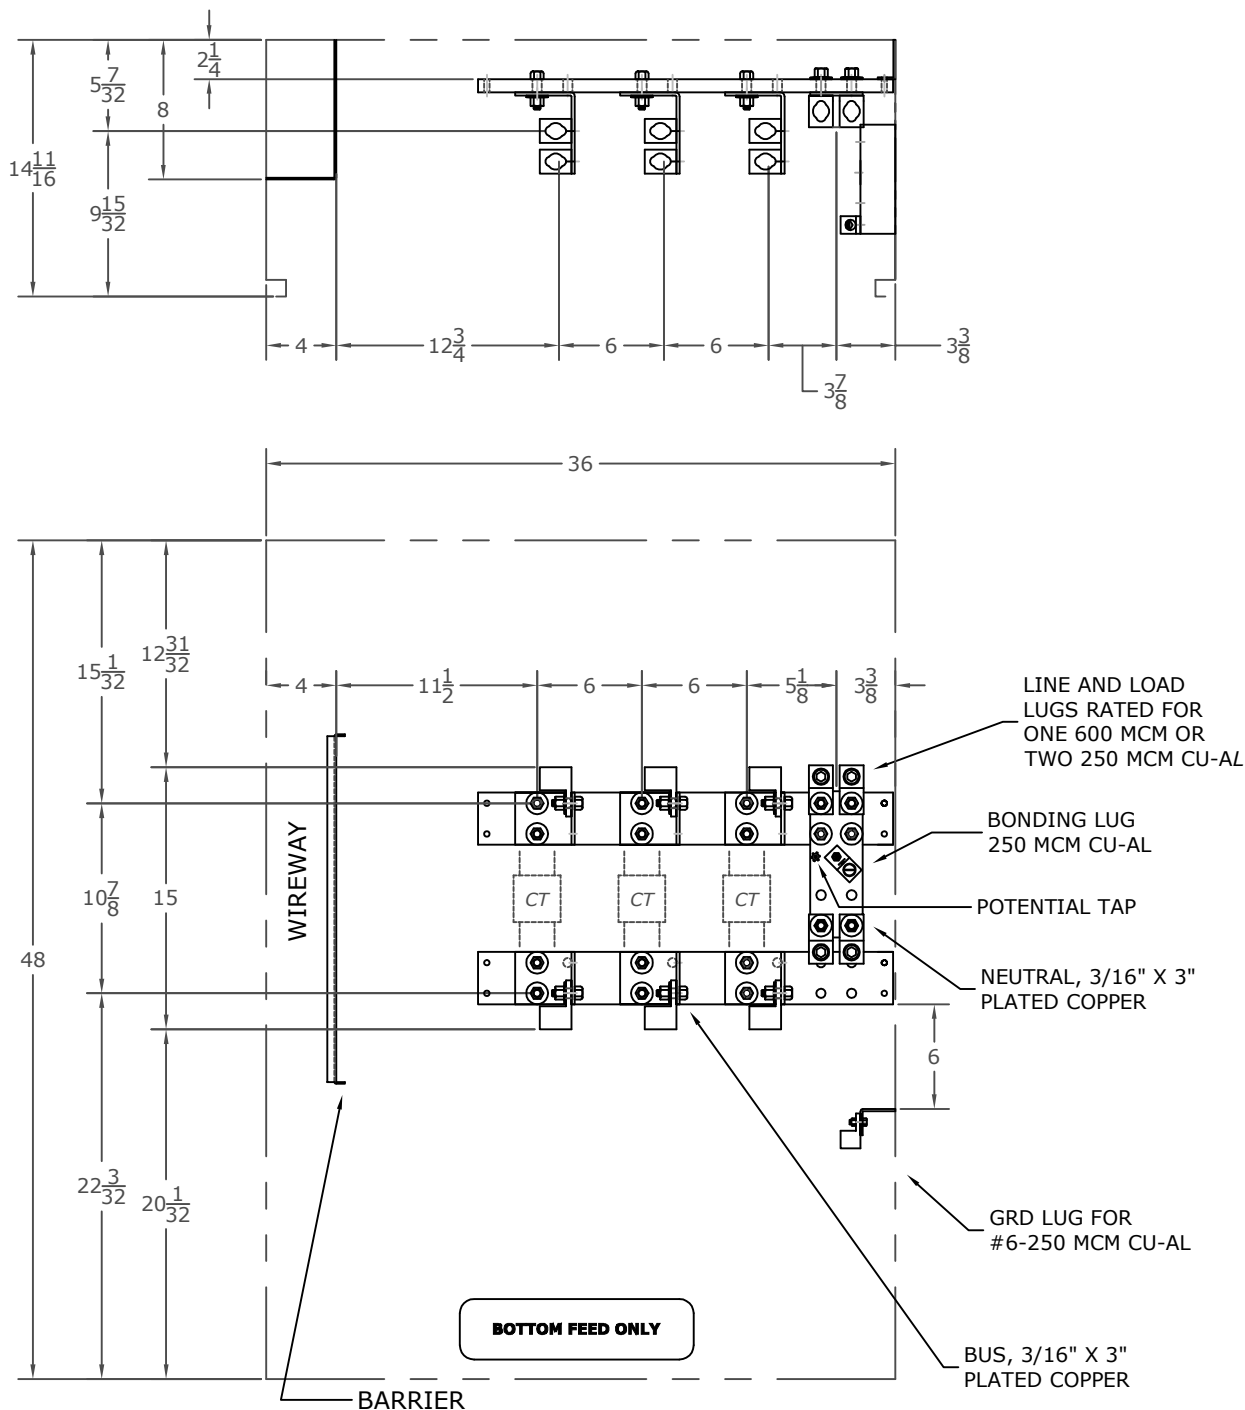 2 1/4
5 7/32
8
14 11/16
9 15/32
4
12 3/4
6
6
3 3/8
3 7/8
36
12 31/32
15 1/32
4
11 1/2
6
6
5 1/8
3 3/8
LINE AND LOAD
LUGS RATED FOR
ONE 600 MCM OR
TWO 250 MCM CU-AL
BONDING LUG
250 MCM CU-AL
WIREWAY
10 7/8
15
CT
CT
CT
POTENTIAL TAP
48
NEUTRAL, 3/16" X 3"
PLATED COPPER
6
22 3/32
20 1/32
GRD LUG FOR
#6-250 MCM CU-AL
BOTTOM FEED ONLY
BUS, 3/16" X 3"
PLATED COPPER
BARRIER